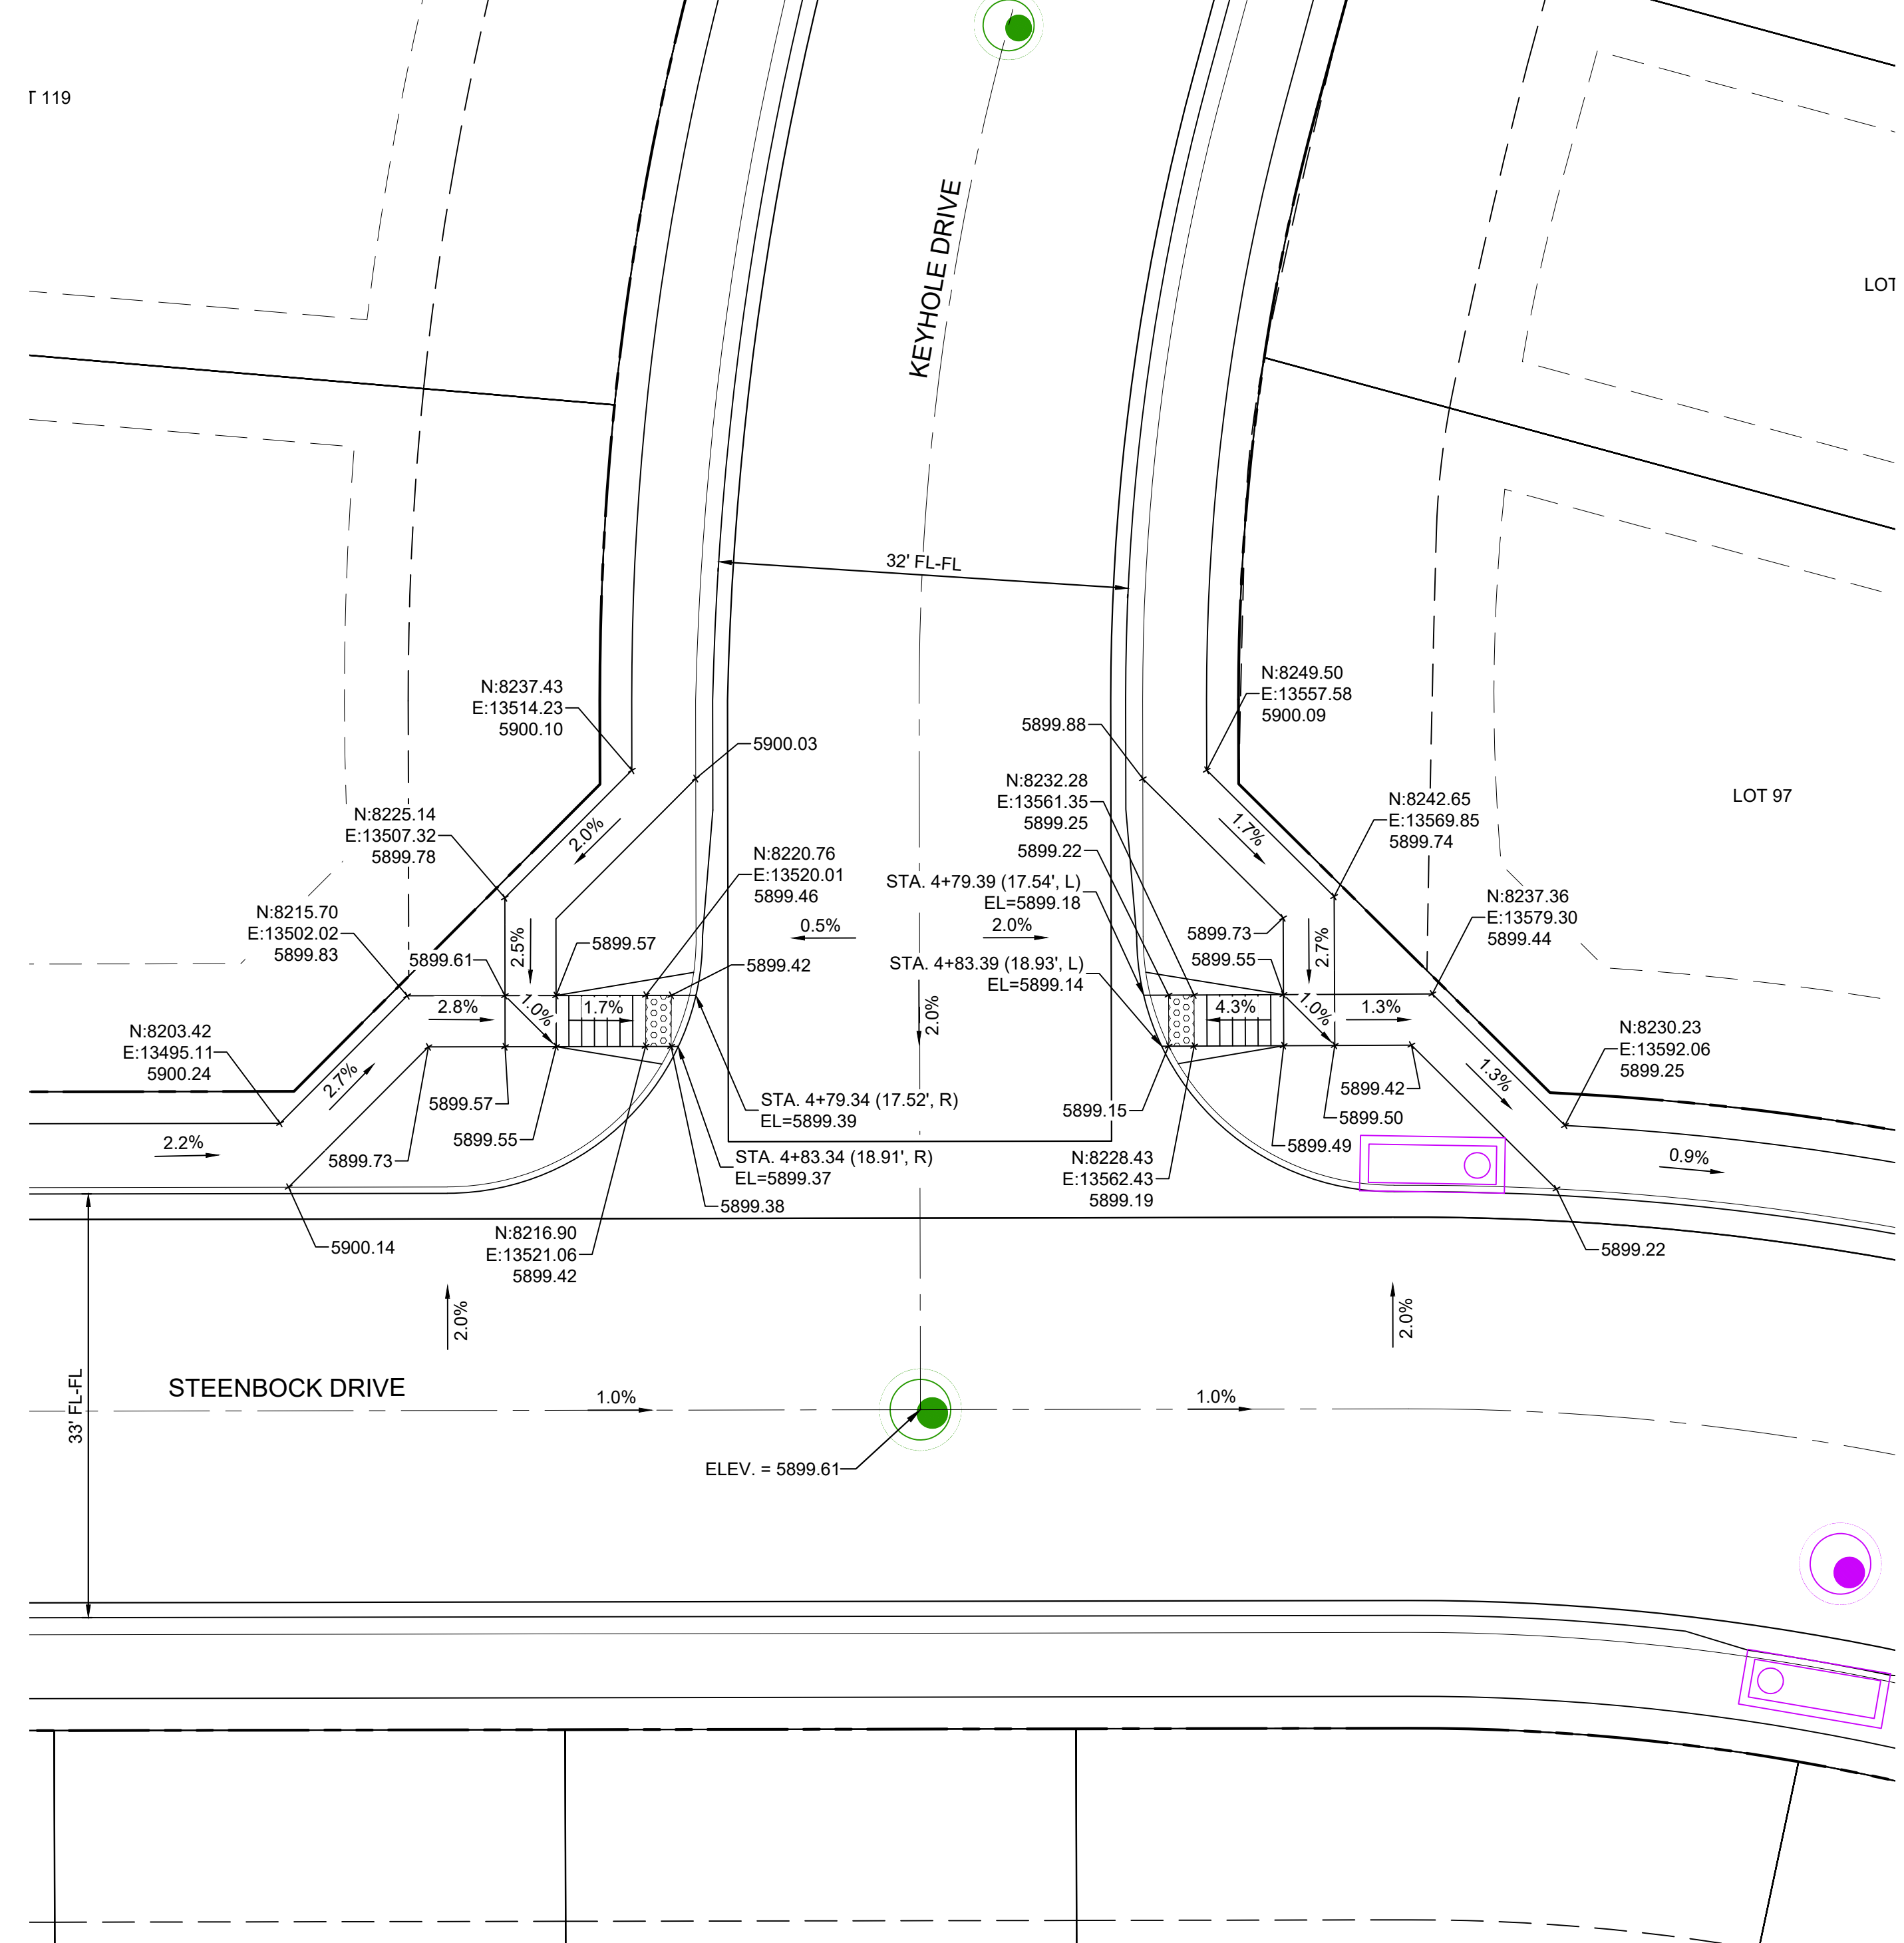 T 119
LOT
KEYHOLE DRIVE
32' FL-FL
N:8237.43
E:13514.23
5900.10
5900.03
5899.88
N:8249.50
E:13557.58
5900.09
N:8232.28
E:13561.35
5899.25
LOT 97
N:8225.14
E:13507.32
5899.78
2.0%
1.7%
N:8242.65
E:13569.85
5899.74
N:8220.76
E:13520.01
5899.46
5899.22
STA. 4+79.39 (17.54', L)
EL=5899.18
N:8215.70
E:13502.02
5899.83
N:8237.36
E:13579.30
5899.44
0.5%
2.0%
5899.73
2.5%
2.7%
5899.57
5899.61
5899.42
5899.55
STA. 4+83.39 (18.93', L)
EL=5899.14
2.8%
1.0%
1.7%
2.0%
4.3%
1.0%
1.3%
N:8203.42
E:13495.11
5900.24
N:8230.23
E:13592.06
5899.25
2.7%
1.3%
5899.57
STA. 4+79.34 (17.52', R)
EL=5899.39
5899.15
5899.42
5899.50
5899.55
5899.49
2.2%
5899.73
STA. 4+83.34 (18.91', R)
EL=5899.37
N:8228.43
E:13562.43
5899.19
0.9%
5899.38
N:8216.90
E:13521.06
5899.42
5900.14
5899.22
2.0%
2.0%
STEENBOCK DRIVE
33' FL-FL
1.0%
1.0%
ELEV. = 5899.61